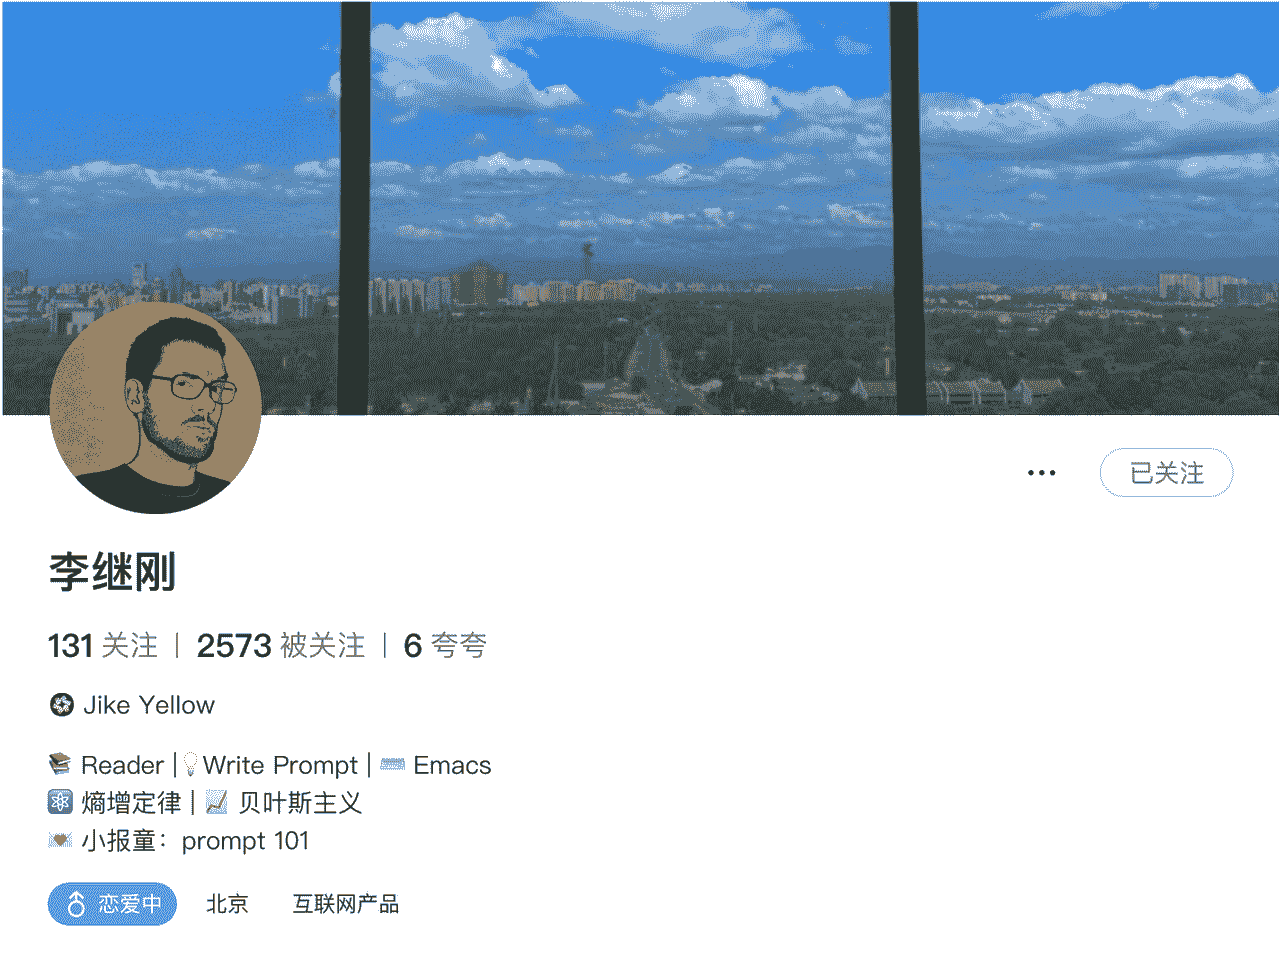 已关注
李继刚
131 关注 | 2573 被关注 | 6 夸夸
Jike Yellow
📚 Reader |💡Write Prompt | ⌨️ Emacs
⚛️ 熵增定律 | 📈 贝叶斯主义
💌 小报童：prompt 101
♂ 恋爱中 北京 互联网产品